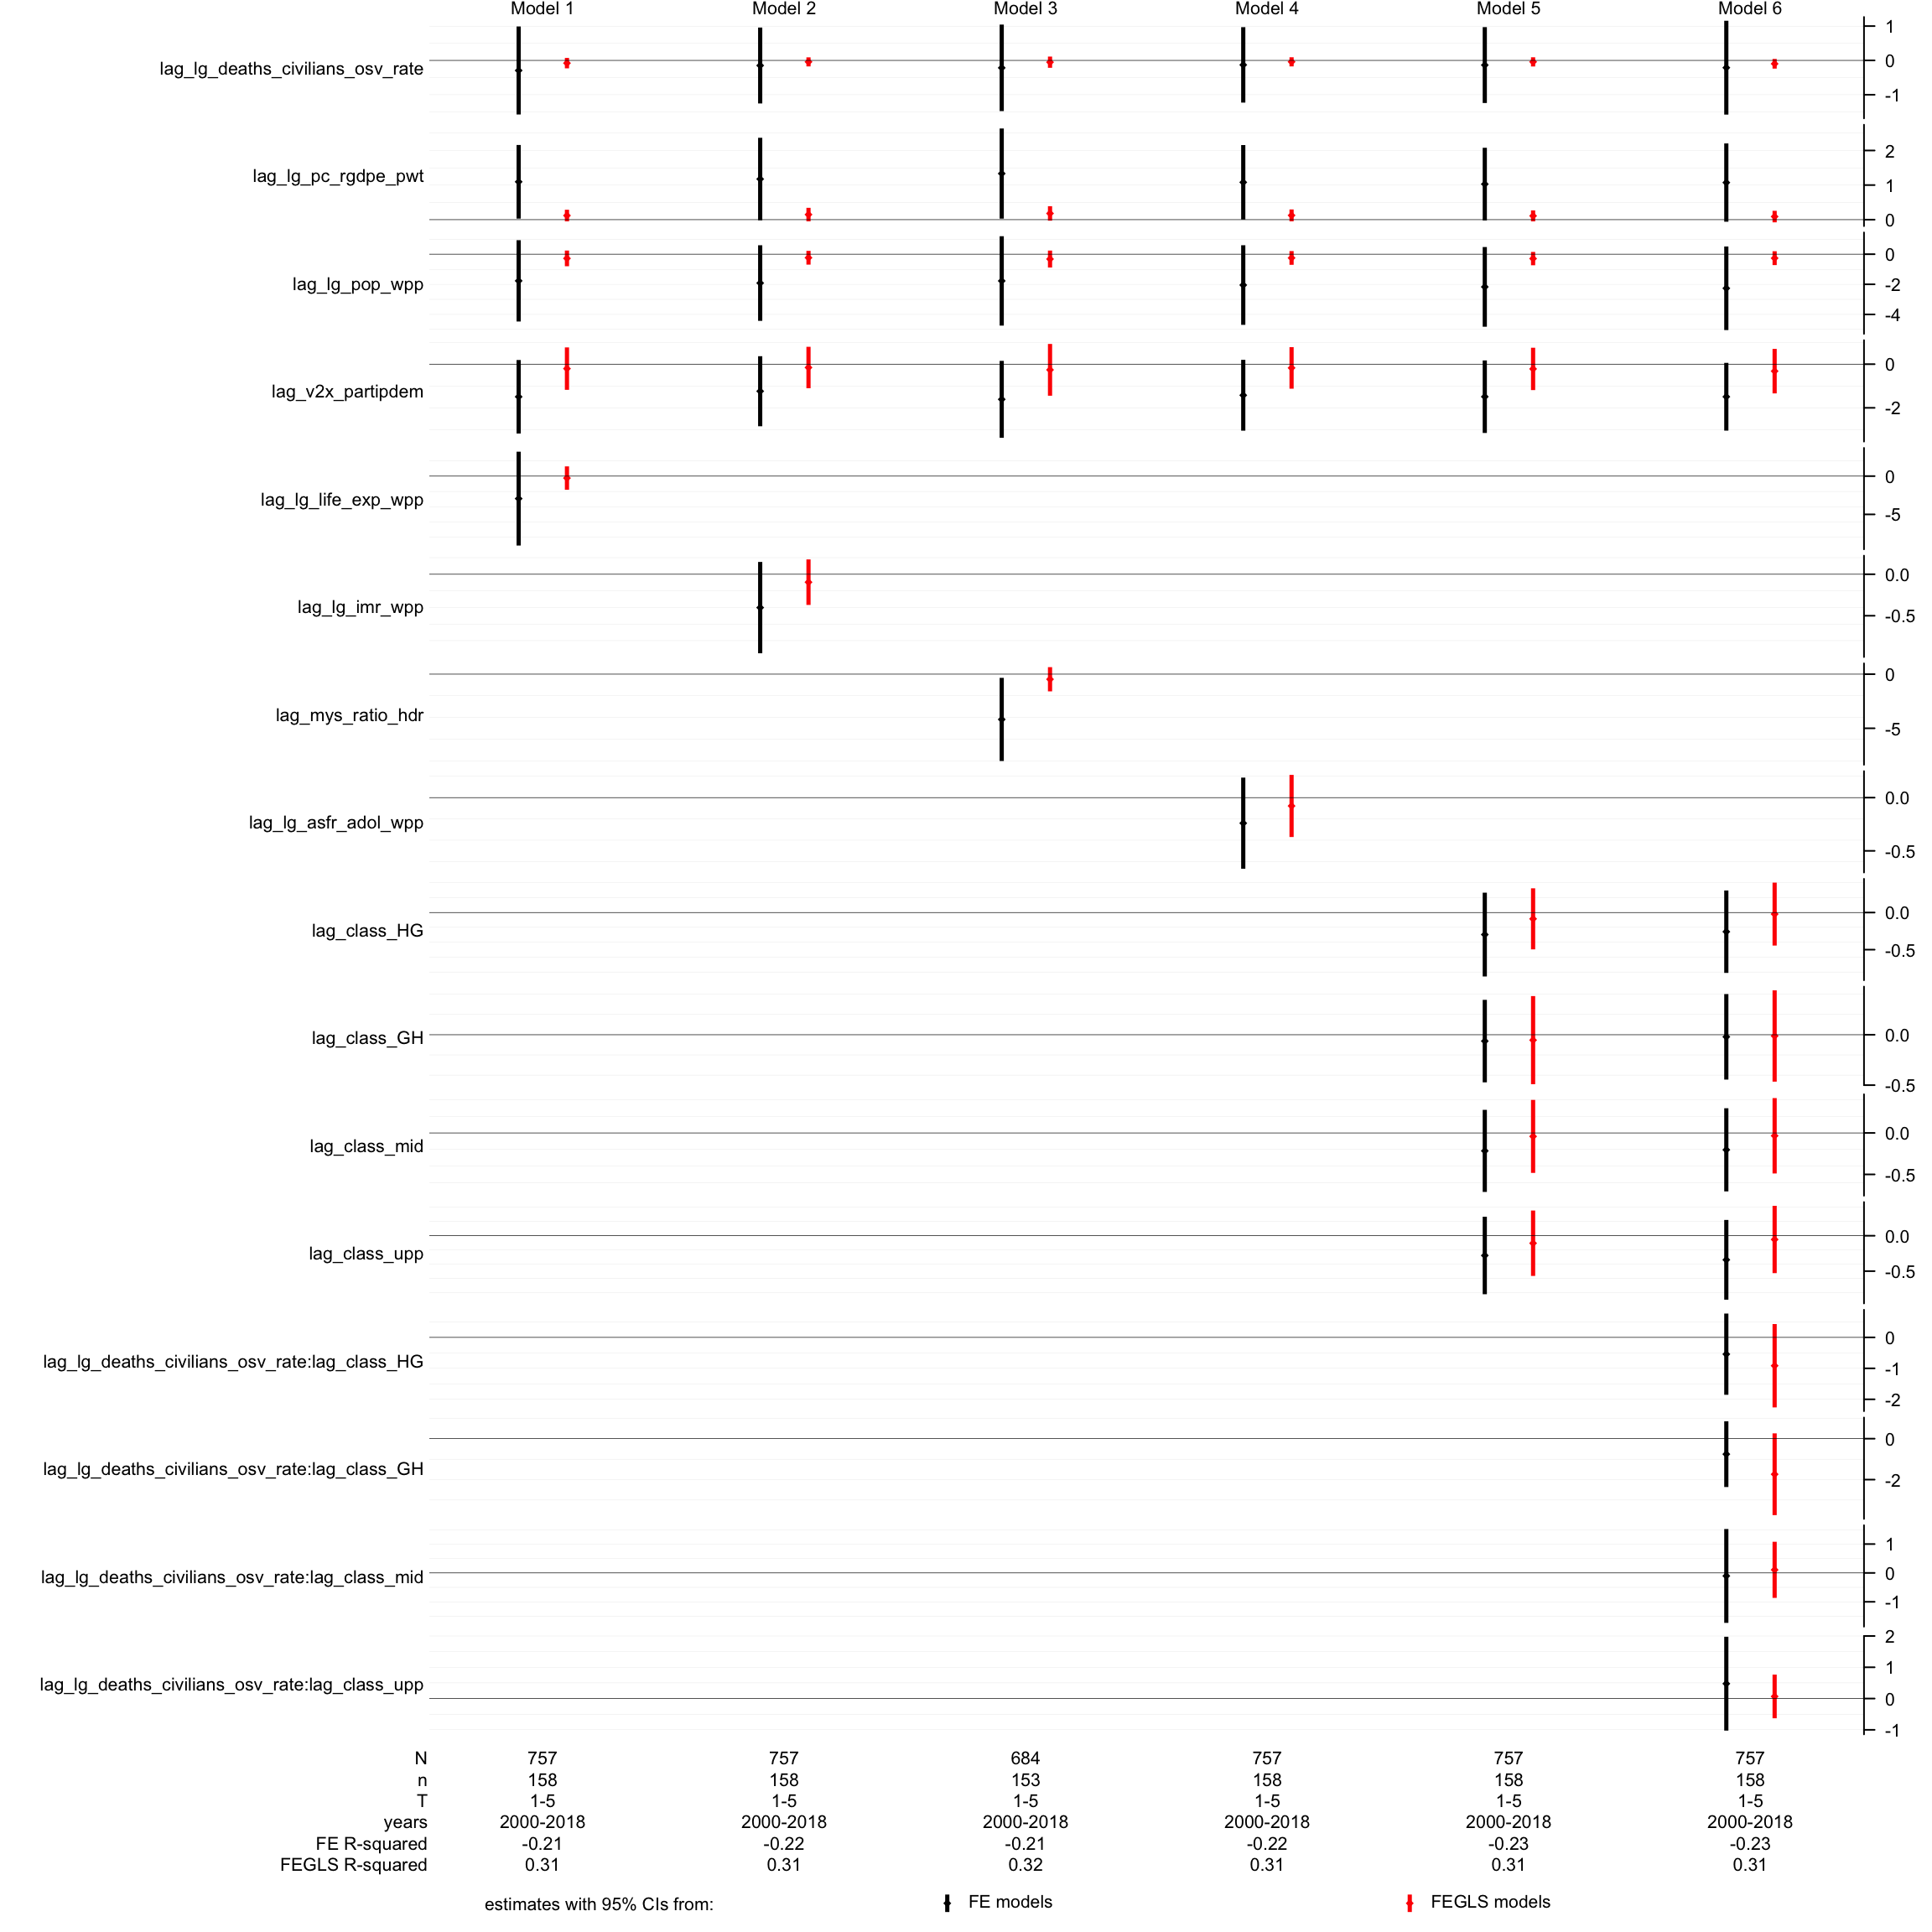 Model 1 Model 2 Model 3 Model 4 Model 5 Model 6
lag_lg_deaths_civilians_osv_rate
1
0
-1
lag_lg_pc_rgdpe_pwt
2
1
0
lag_lg_pop_wpp
0
-2
-4
lag_v2x_partipdem
0
-2
lag_lg_life_exp_wpp
0
-5
lag_lg_imr_wpp
0.0
-0.5
lag_mys_ratio_hdr
0
-5
lag_lg_asfr_adol_wpp
0.0
-0.5
lag_class_HG
0.0
-0.5
lag_class_GH
0.0
-0.5
lag_class_mid
0.0
-0.5
lag_class_upp
0.0
-0.5
lag_lg_deaths_civilians_osv_rate:lag_class_HG
0
-1
-2
lag_lg_deaths_civilians_osv_rate:lag_class_GH
0
-2
lag_lg_deaths_civilians_osv_rate:lag_class_mid
1
0
-1
lag_lg_deaths_civilians_osv_rate:lag_class_upp
2
1
0
-1
N 757 757 684 757 757 757
n 158 158 153 158 158 158
T 1-5 1-5 1-5 1-5 1-5 1-5
years 2000-2018 2000-2018 2000-2018 2000-2018 2000-2018 2000-2018
FE R-squared -0.21 -0.22 -0.21 -0.22 -0.23 -0.23
FEGLS R-squared 0.31 0.31 0.32 0.31 0.31 0.31
estimates with 95% CIs from: FE models FEGLS models